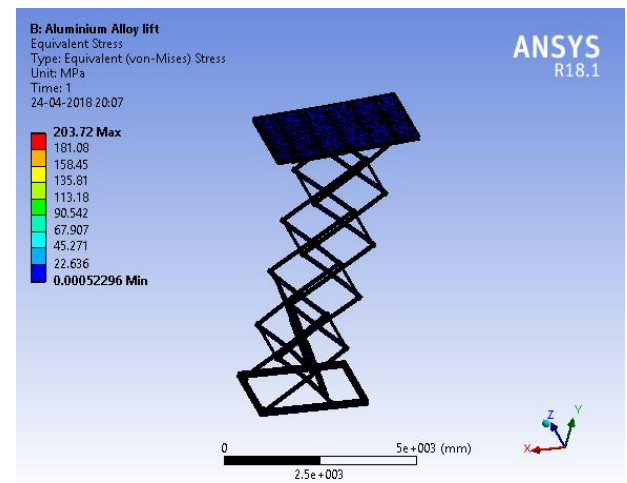 B: Aluminium Alloy lift
Equivalent Stress
Type: Equivalent (von-Mises) Stress
Unit: MPa
Time: 1
24-04-2018 20:07
ANSYS
R18.1
203.72 Max
181.08
158.45
135.81
113.18
90.542
67.907
45.271
22.636
0.00052296 Min
0 5e+003 (mm)
2.5e+003
Z Y
X